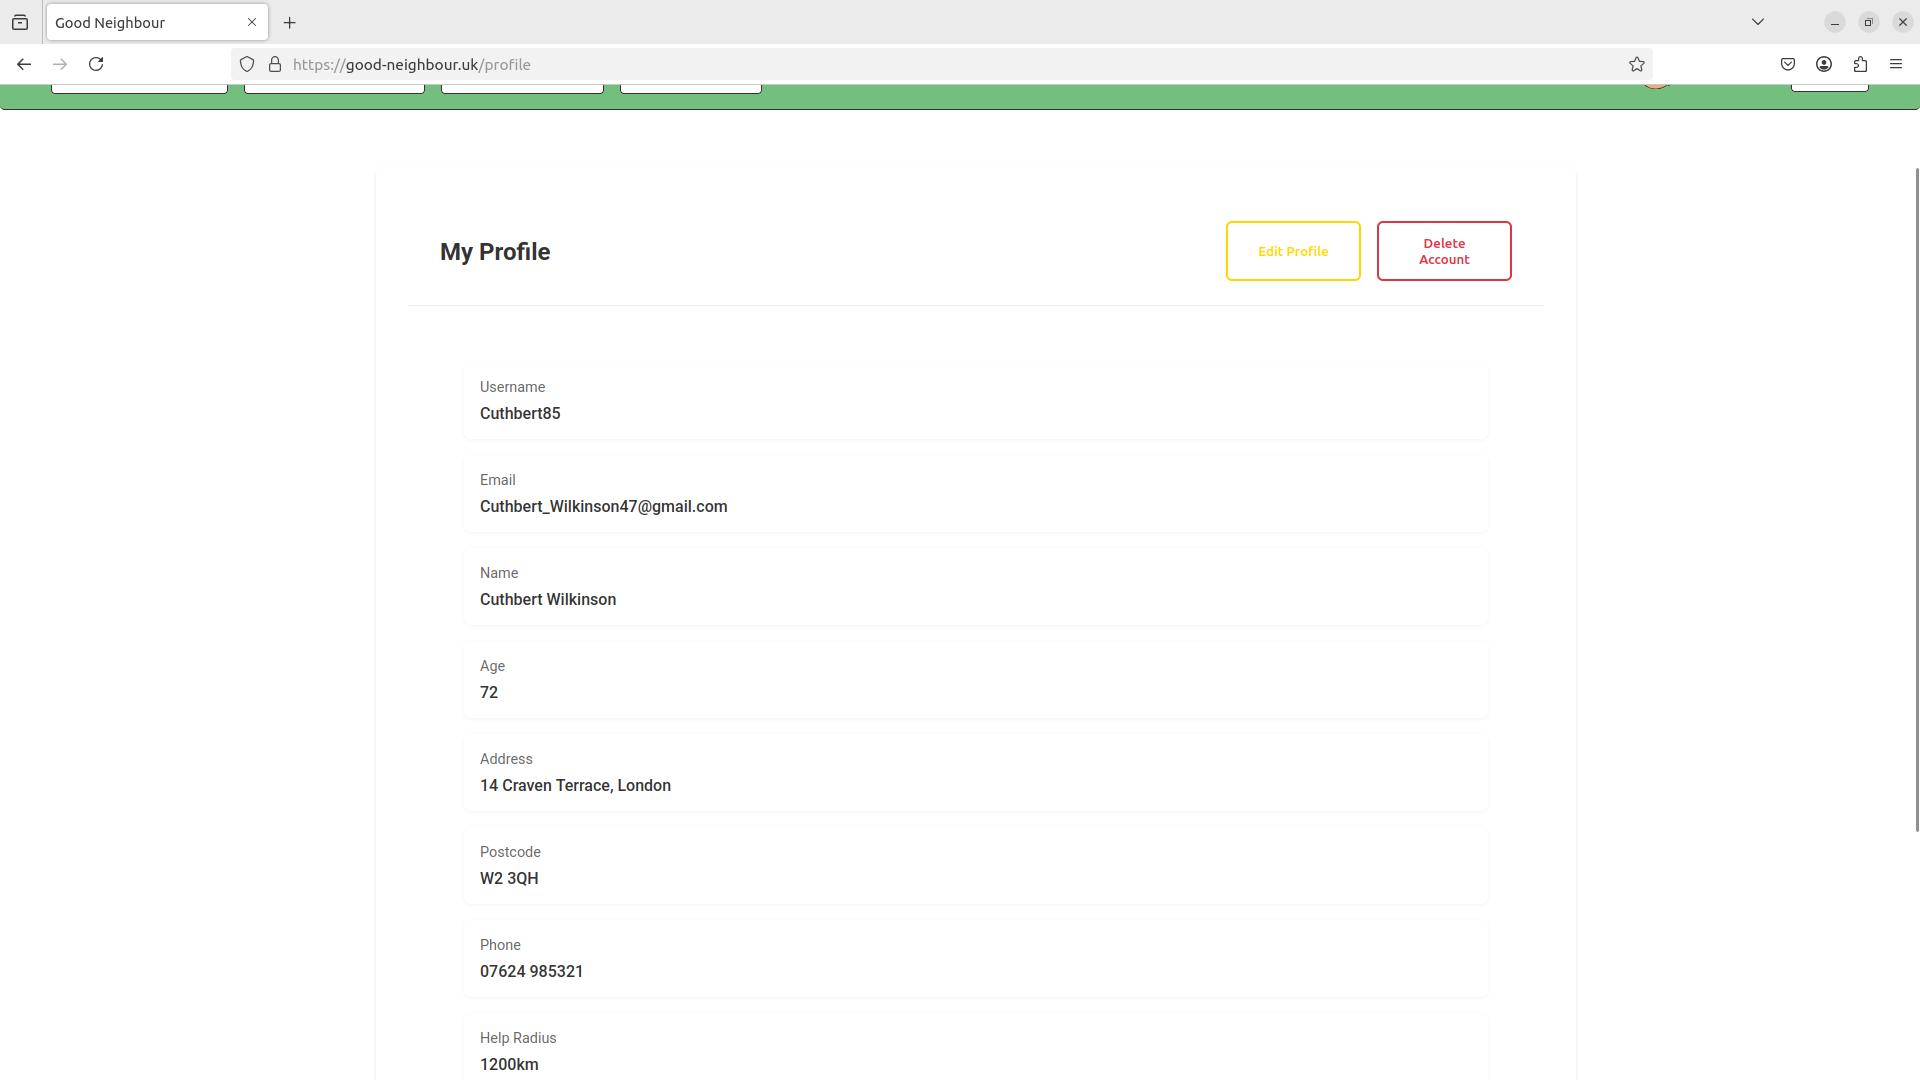 Good Neighbour
https://good-neighbour.uk/profile
My Profile
Edit Profile
Delete
Account
Username
Cuthbert85
Email
Cuthbert_Wilkinson47@gmail.com
Name
Cuthbert Wilkinson
Age
72
Address
14 Craven Terrace, London
Postcode
W2 3QH
Phone
07624 985321
Help Radius
1200km